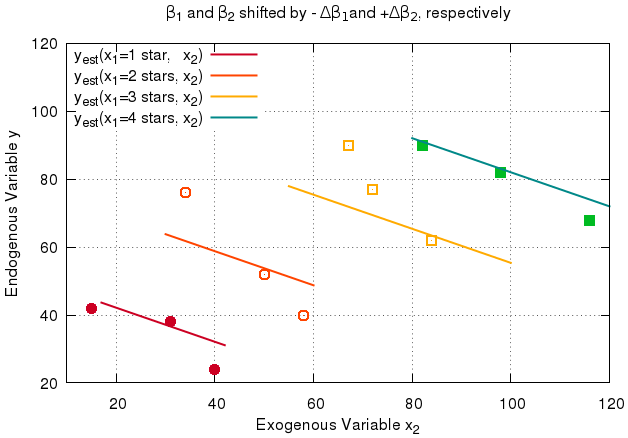 β1 and β2 shifted by - Δβ1and +Δβ2, respectively
120
100
80
60
40
20
yest(x1=1 star, x2)
yest(x1=2 stars, x2)
yest(x1=3 stars, x2)
yest(x1=4 stars, x2)
Endogenous Variable y
20 40 60 80 100 120
Exogenous Variable x2